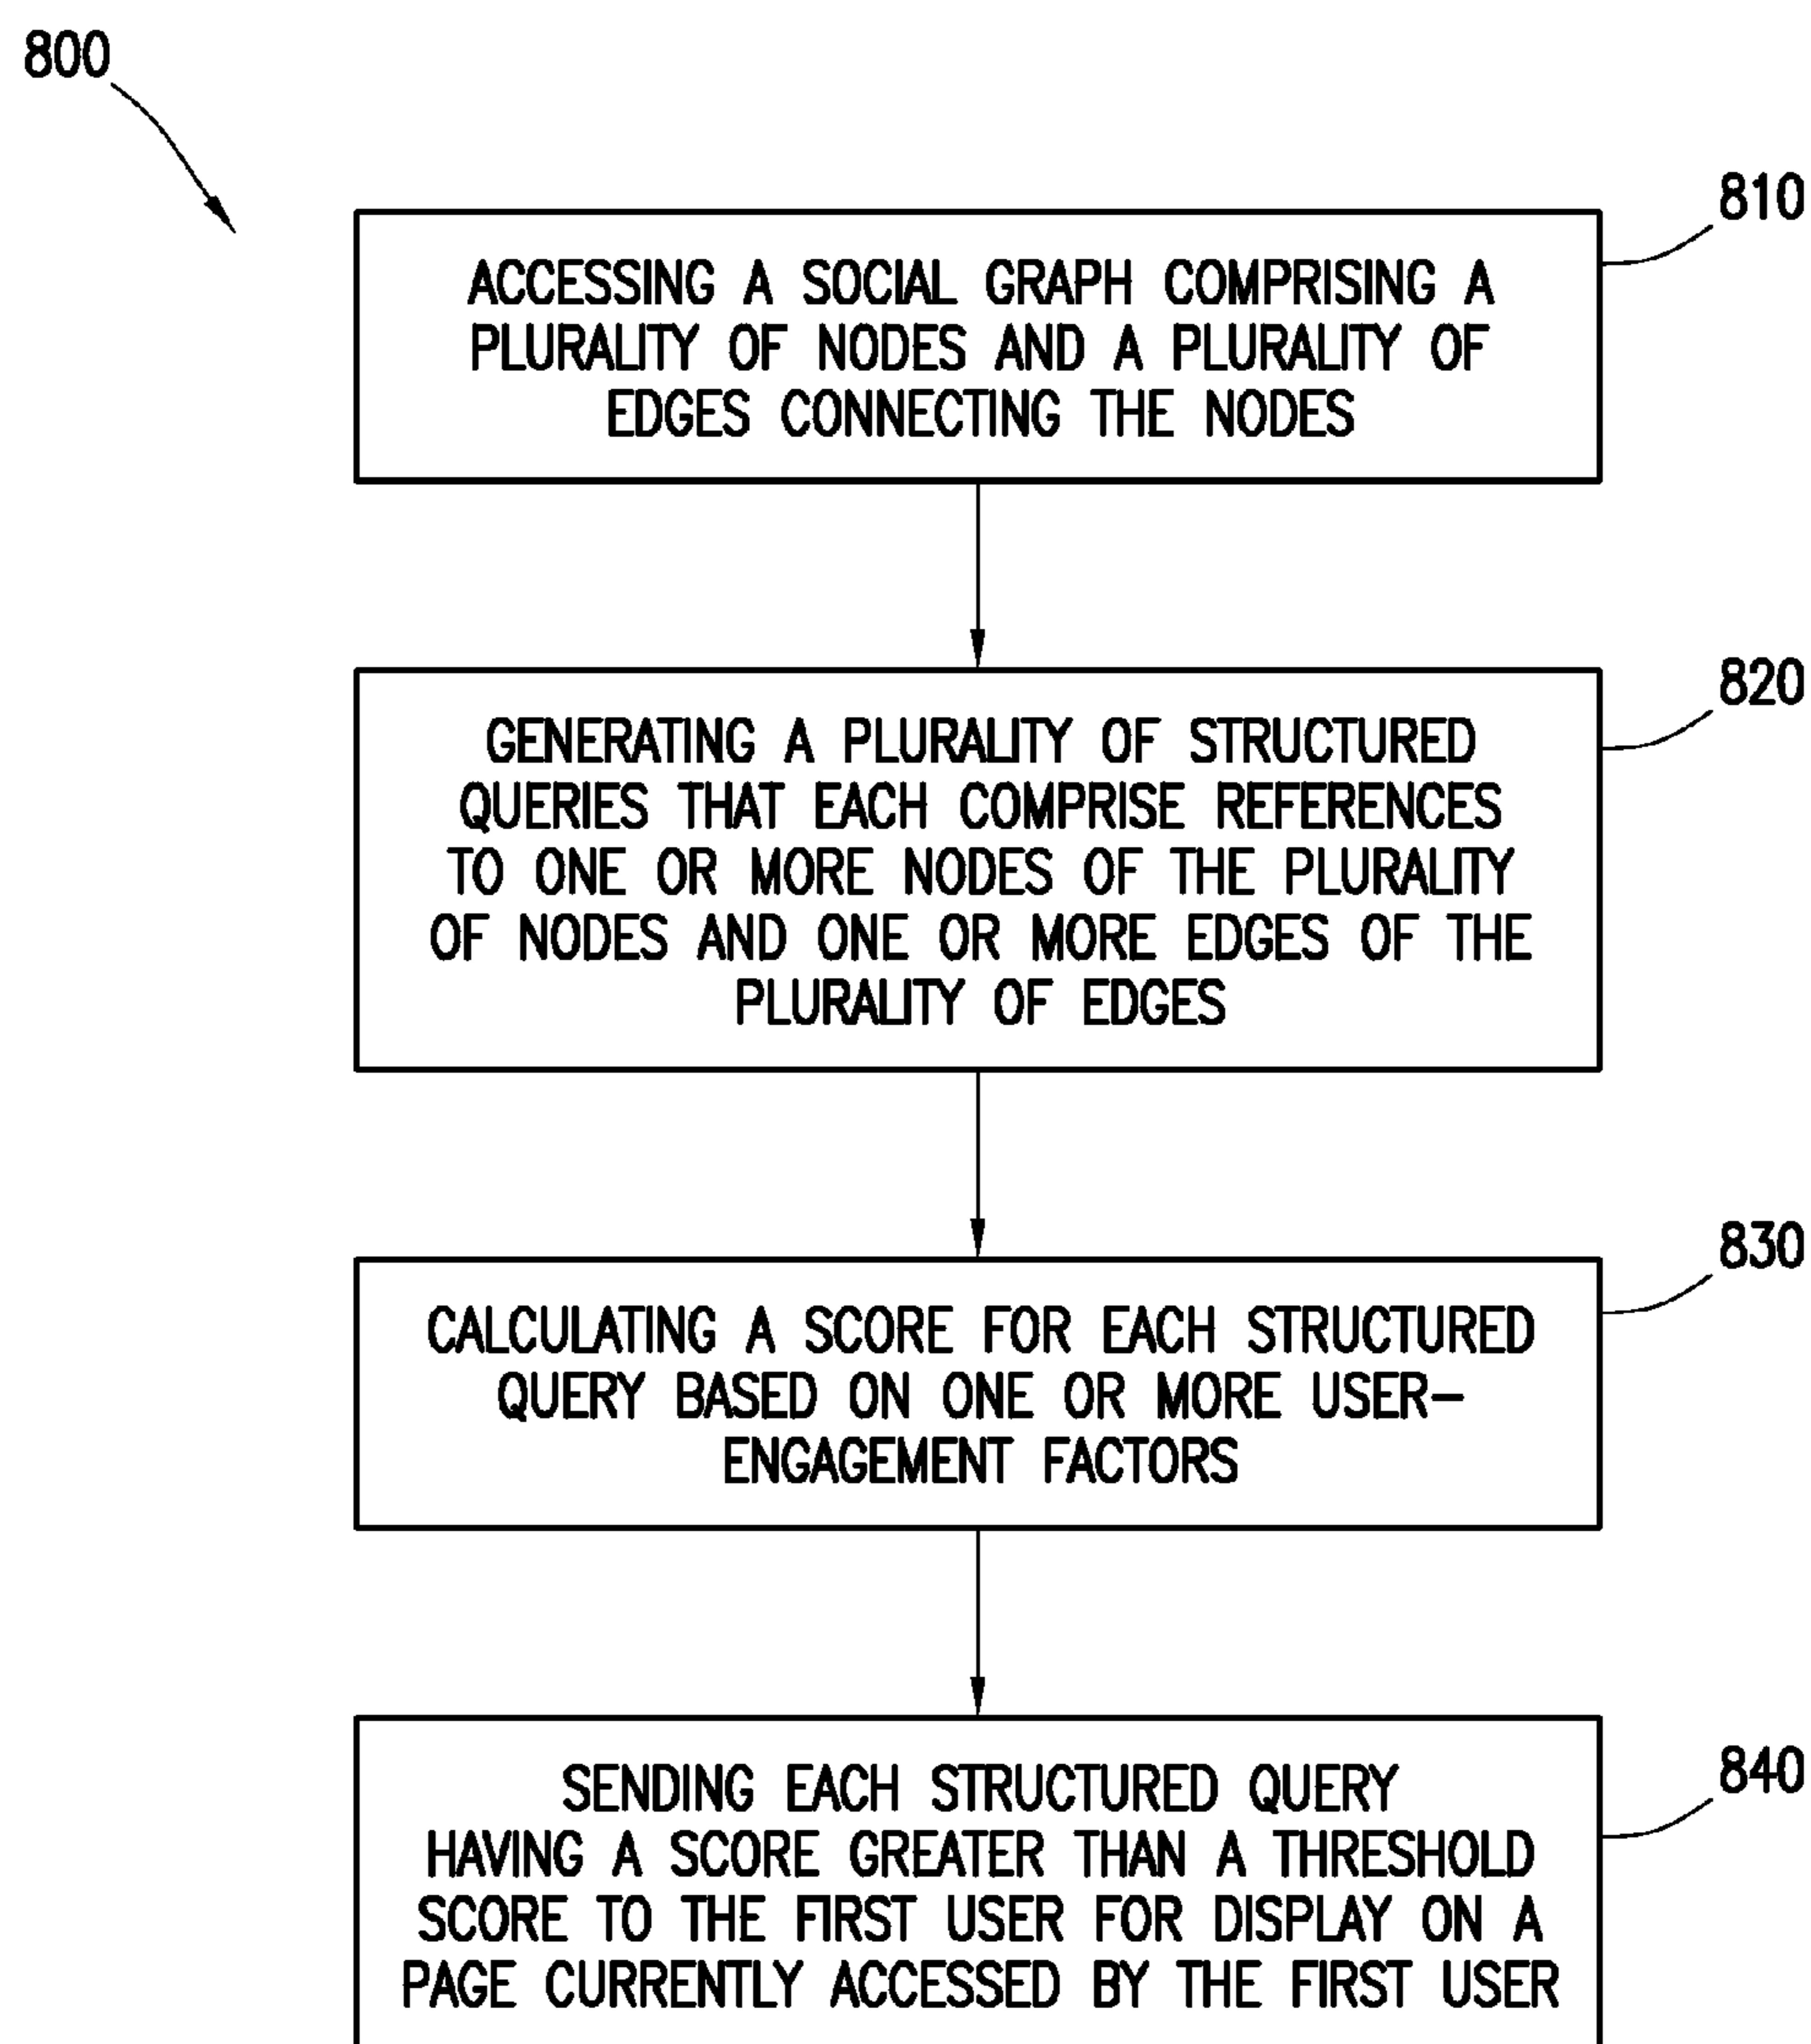 800
810
ACCESSING A SOCIAL GRAPH COMPRISING A
PLURALITY OF NODES AND A PLURALITY OF
EDGES CONNECTING THE NODES
820
GENERATING A PLURALITY OF STRUCTURED
QUERIES THAT EACH COMPRISE REFERENCES
TO ONE OR MORE NODES OF THE PLURALITY
OF NODES AND ONE OR MORE EDGES OF THE
PLURALITY OF EDGES
830
CALCULATING A SCORE FOR EACH STRUCTURED
QUERY BASED ON ONE OR MORE USER-
ENGAGEMENT FACTORS
840
SENDING EACH STRUCTURED QUERY
HAVING A SCORE GREATER THAN A THRESHOLD
SCORE TO THE FIRST USER FOR DISPLAY ON A
PAGE CURRENTLY ACCESSED BY THE FIRST USER